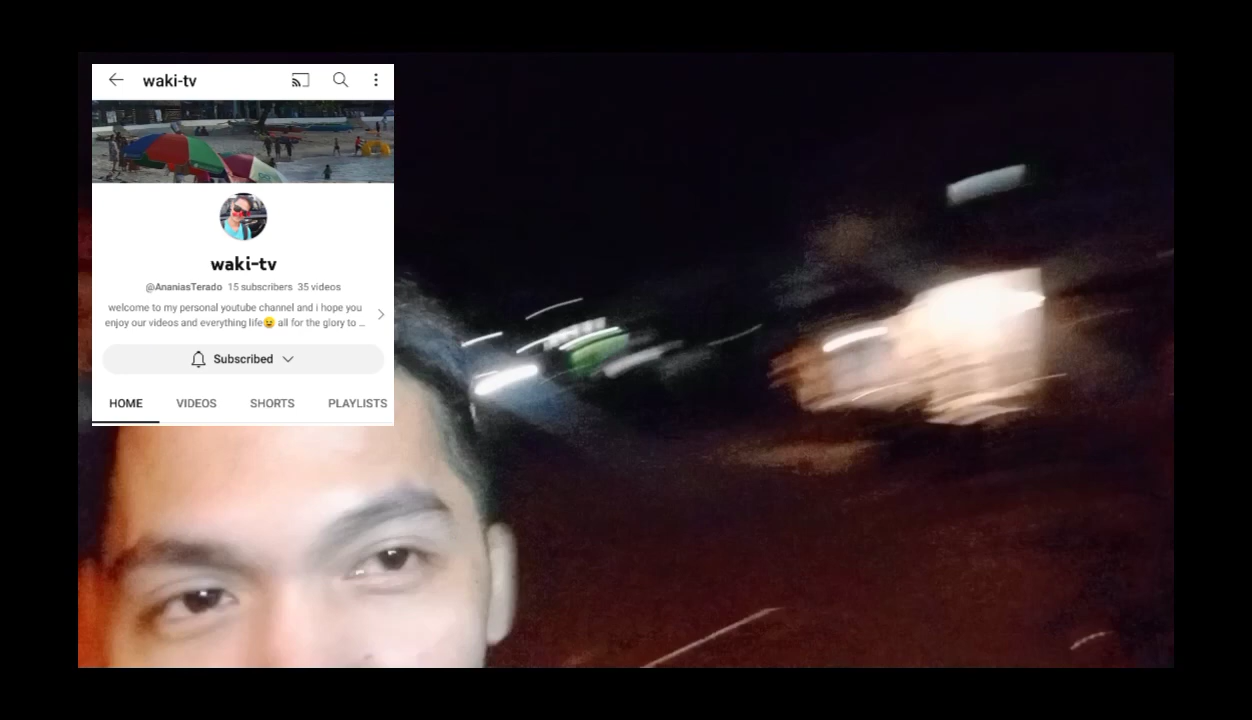 waki-tv
waki-tv
@AnaniasTerado 15 subscribers 35 videos
welcome to my personal youtube channel and i hope you
enjoy our videos and everything life😉 all for the glory to ...
Subscribed
HOME VIDEOS SHORTS PLAYLISTS